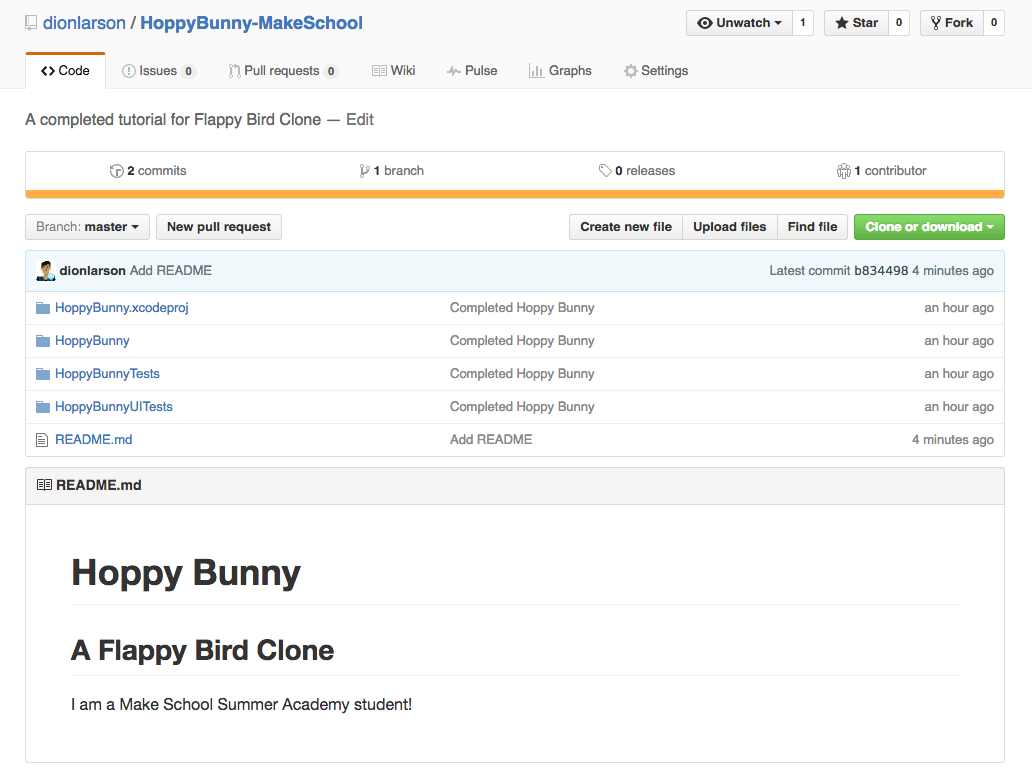 dionlarson / HoppyBunny-MakeSchool Unwatch 1 Star 0 Fork 0
Code Issues 0 Pull requests 0 Wiki Pulse Graphs Settings
A completed tutorial for Flappy Bird Clone — Edit
2 commits 1 branch 0 releases 1 contributor
Branch: master New pull request Create new file Upload files Find file Clone or download
dionlarson Add README Latest commit b834498 4 minutes ago
HoppyBunny.xcodeproj Completed Hoppy Bunny an hour ago
HoppyBunny Completed Hoppy Bunny an hour ago
HoppyBunnyTests Completed Hoppy Bunny an hour ago
HoppyBunnyUITests Completed Hoppy Bunny an hour ago
README.md Add README 4 minutes ago
README.md
Hoppy Bunny
A Flappy Bird Clone
I am a Make School Summer Academy student!